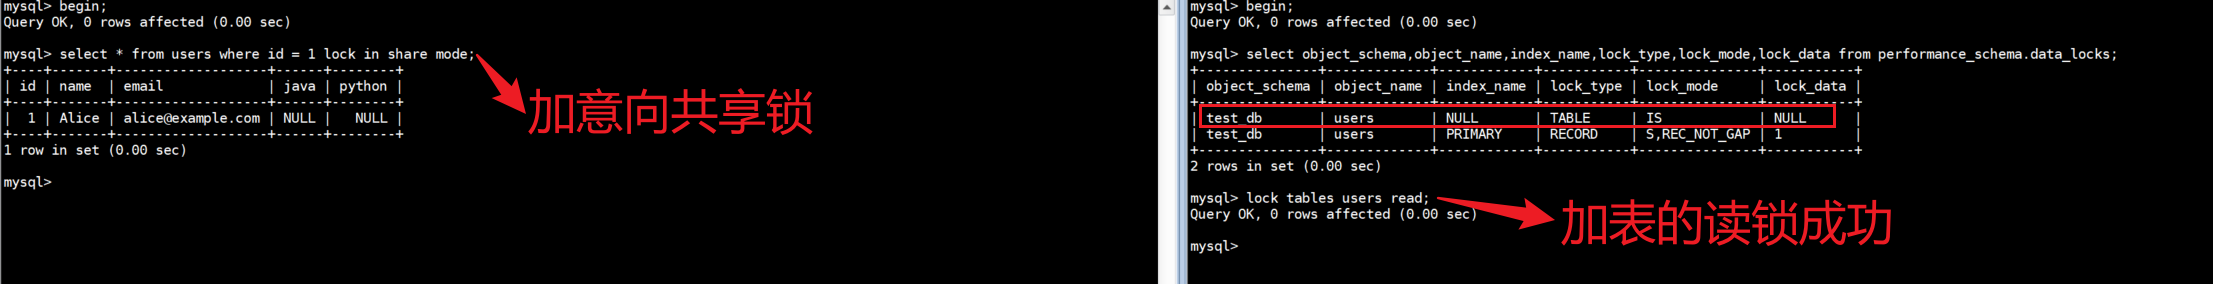 mysql> begin;
Query OK, 0 rows affected (0.00 sec)
mysql> select * from users where id = 1 lock in share mode;
+----+-------+-------------------+------+--------+
| id | name  | email             | java | python |
+----+-------+-------------------+------+--------+
|  1 | Alice | alice@example.com | NULL |   NULL |
+----+-------+-------------------+------+--------+
1 row in set (0.00 sec)
mysql>
加意向共享锁
mysql> begin;
Query OK, 0 rows affected (0.00 sec)
mysql> select object_schema,object_name,index_name,lock_type,lock_mode,lock_data from performance_schema.data_locks;
+---------------+-------------+------------+-----------+---------------+-----------+
| object_schema | object_name | index_name | lock_type | lock_mode     | lock_data |
+---------------+-------------+------------+-----------+---------------+-----------+
| test_db       | users       | NULL       | TABLE     | IS            | NULL      |
| test_db       | users       | PRIMARY    | RECORD    | S,REC_NOT_GAP | 1         |
+---------------+-------------+------------+-----------+---------------+-----------+
2 rows in set (0.00 sec)
mysql> lock tables users read;
Query OK, 0 rows affected (0.00 sec)
加表的读锁成功
mysql>